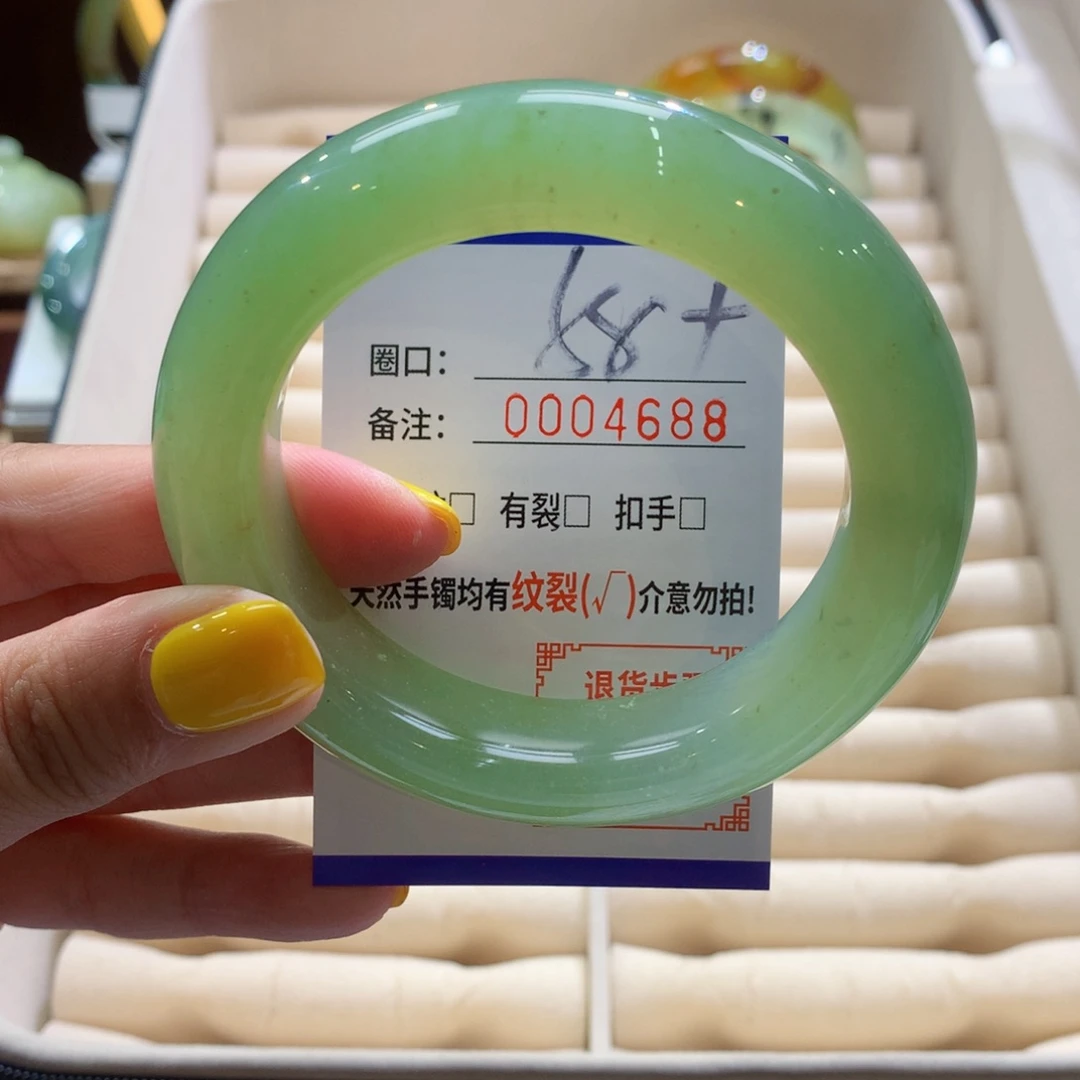 圈口： 58+
备注： 0004688
□ 有裂□ 扣手□
天然手镯均有纹裂(√)介意勿拍!
退货步